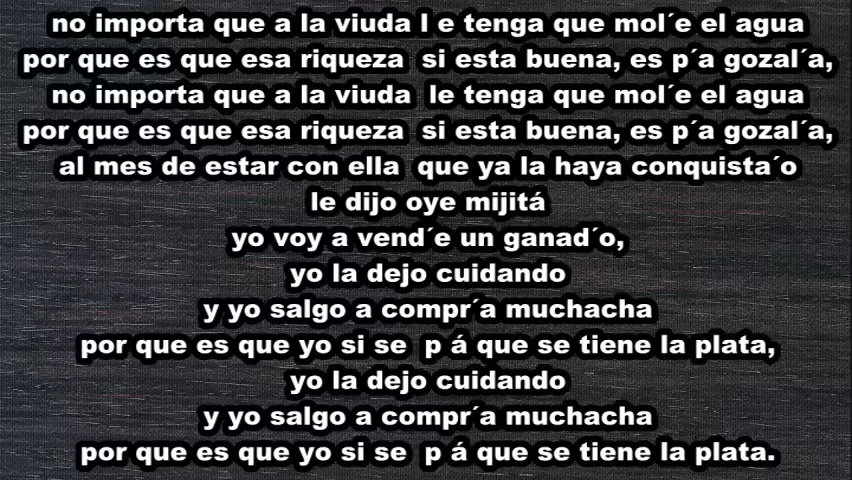 no importa que a la viuda l e tenga que mol´e el agua
por que es que esa riqueza  si esta buena, es p´a gozal´a,
no importa que a la viuda  le tenga que mol´e el agua
por que es que esa riqueza  si esta buena, es p´a gozal´a,
al mes de estar con ella  que ya la haya conquista´o
le dijo oye mijitá
yo voy a vend´e un ganad´o,
yo la dejo cuidando
y yo salgo a compr´a muchacha
por que es que yo si se  p á que se tiene la plata,
yo la dejo cuidando
y yo salgo a compr´a muchacha
por que es que yo si se  p á que se tiene la plata.